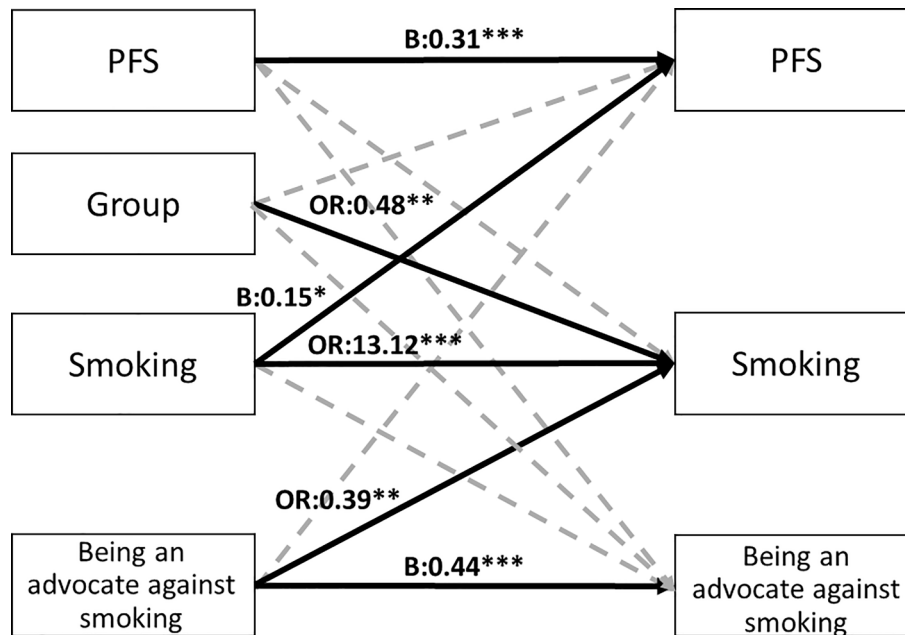 PFS
B:0.31***
PFS
Group
OR:0.48**
B:0.15*
Smoking
OR:13.12***
Smoking
OR:0.39**
Being an
advocate against
smoking
B:0.44***
Being an
advocate against
smoking